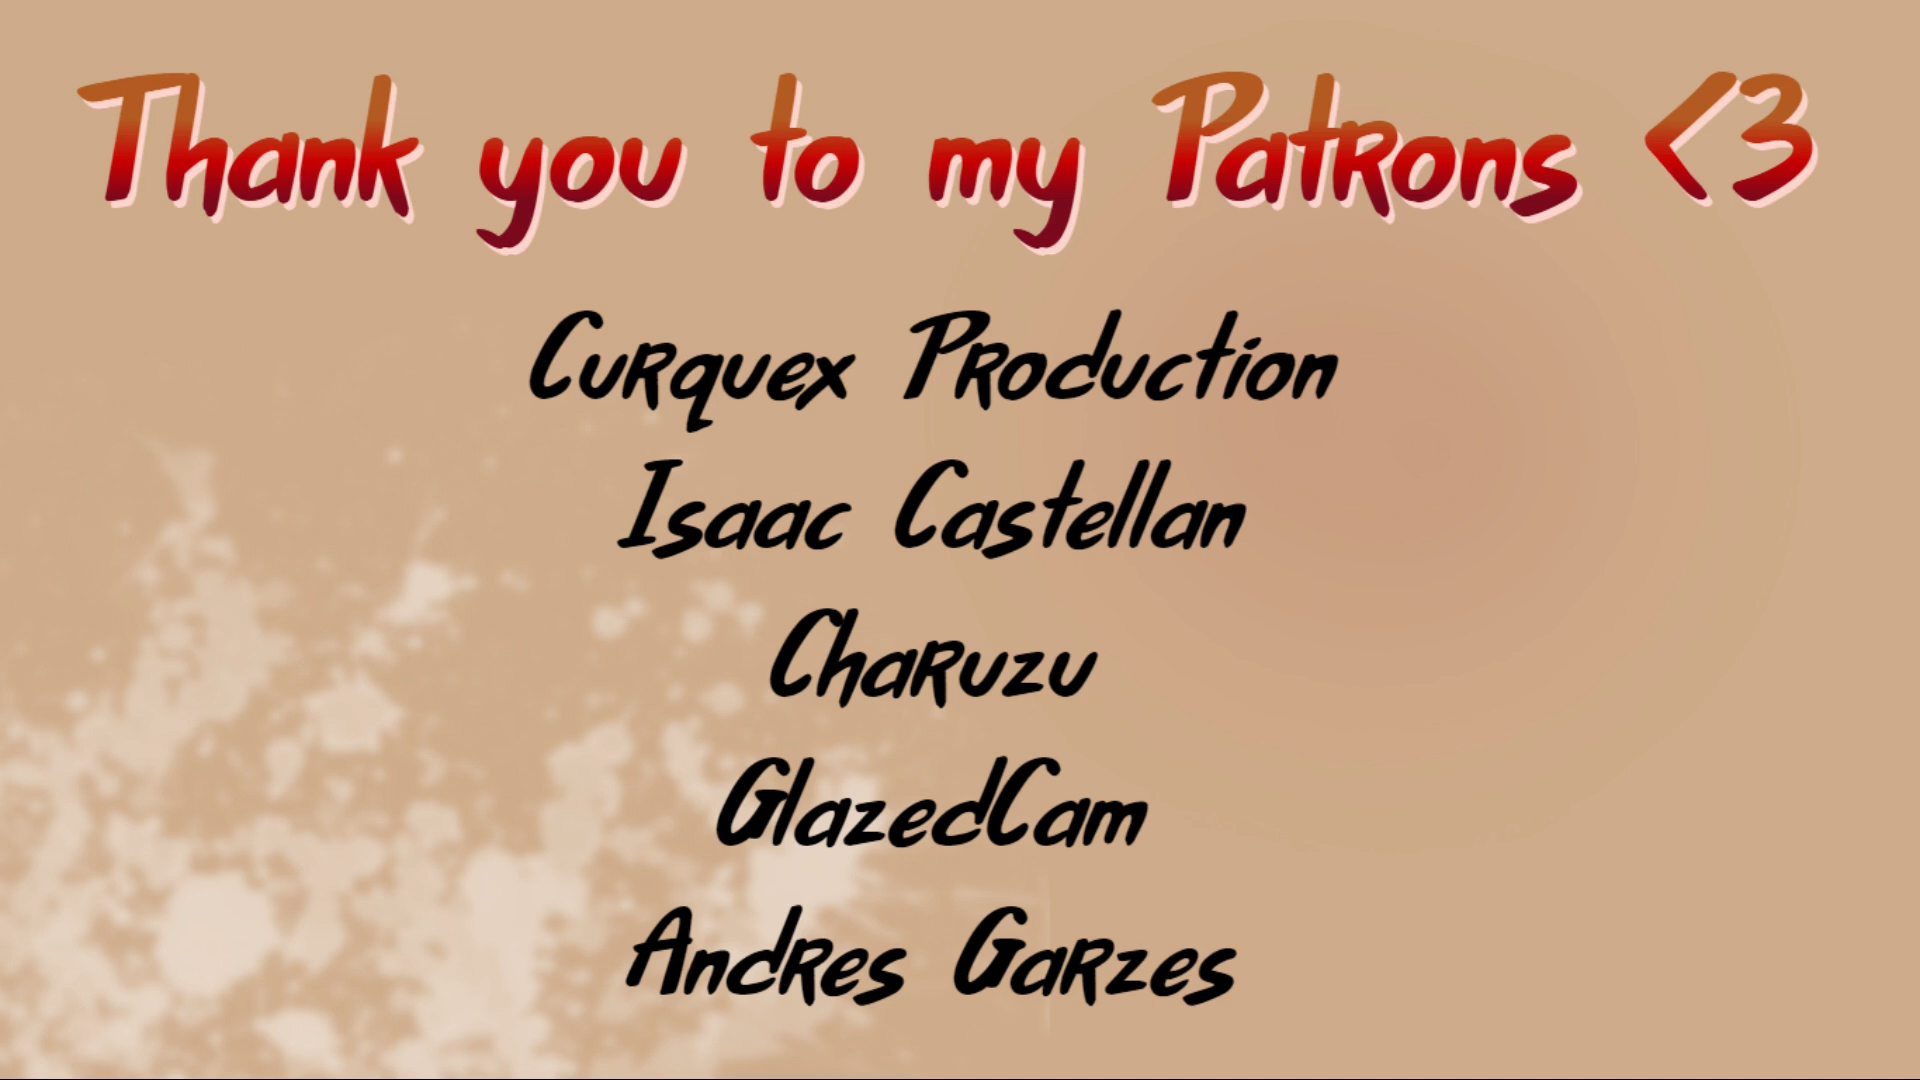 Thank you to my Patrons <3
Curquex Production
Isaac Castellan
Charuzu
GlazedCam
Andres Garzes